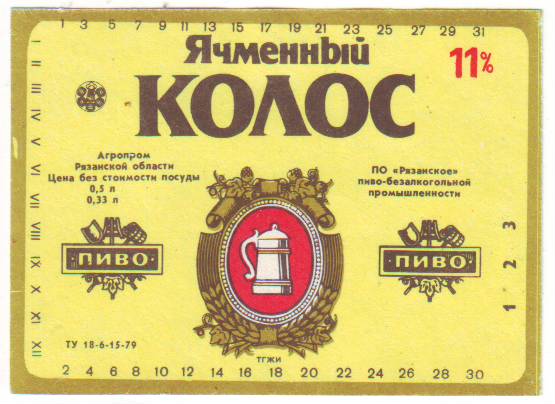 1 3 5 7 9 11 13 15 17 19 21 23 25 27 29 31
Ячменный
КОЛОС
11%
I II III IV V VI VII VIII IX X XI XII
Агропром
Рязанской области
Цена без стоимости посуды
0,5 л
0,33 л
ПО «Рязанское»
пиво-безалкогольной
промышленности
ПИВО
ПИВО
1 2 3
ТУ 18-6-15-79
ТГЖИ
2 4 6 8 10 12 14 16 18 20 22 24 26 28 30